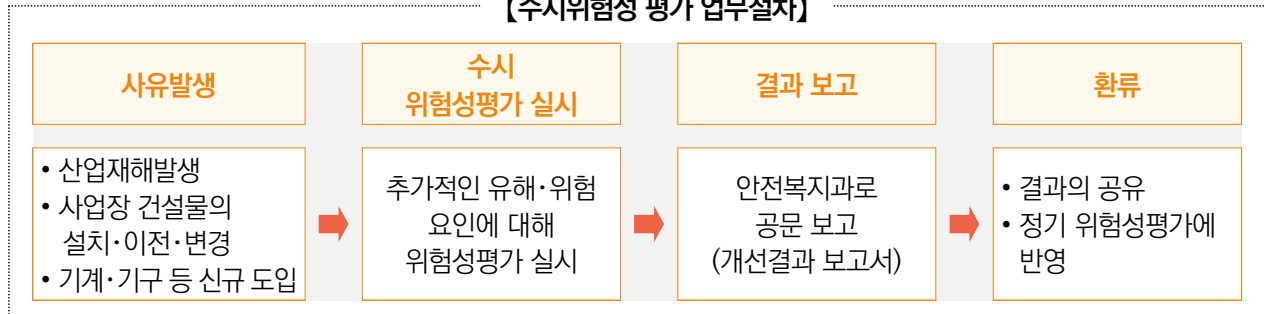 【수시위험성 평가 업무절차】
사유발생
수시
위험성평가 실시
결과 보고
환류
• 산업재해발생
• 사업장 건설물의
설치·이전·변경
• 기계·기구 등 신규 도입
추가적인 유해·위험
요인에 대해
위험성평가 실시
안전복지과로
공문 보고
(개선결과 보고서)
• 결과의 공유
• 정기 위험성평가에
반영